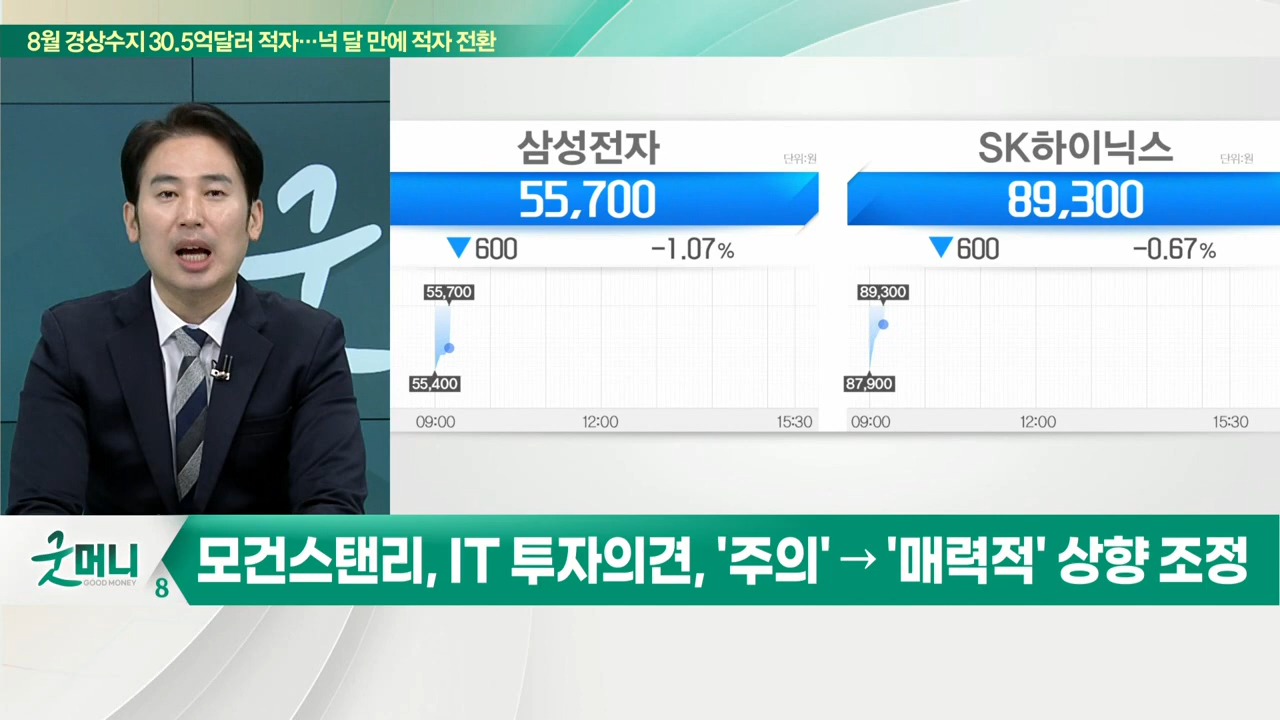 8월 경상수지 30.5억달러 적자…넉 달 만에 적자 전환
굿
삼성전자
단위:원
55,700
▼600 -1.07%
55,700
55,400
09:00 12:00 15:30
SK하이닉스
단위:원
89,300
▼600 -0.67%
89,300
87,900
09:00 12:00 15:30
굿머니
GOOD MONEY
8
모건스탠리, IT 투자의견, '주의'→'매력적' 상향 조정